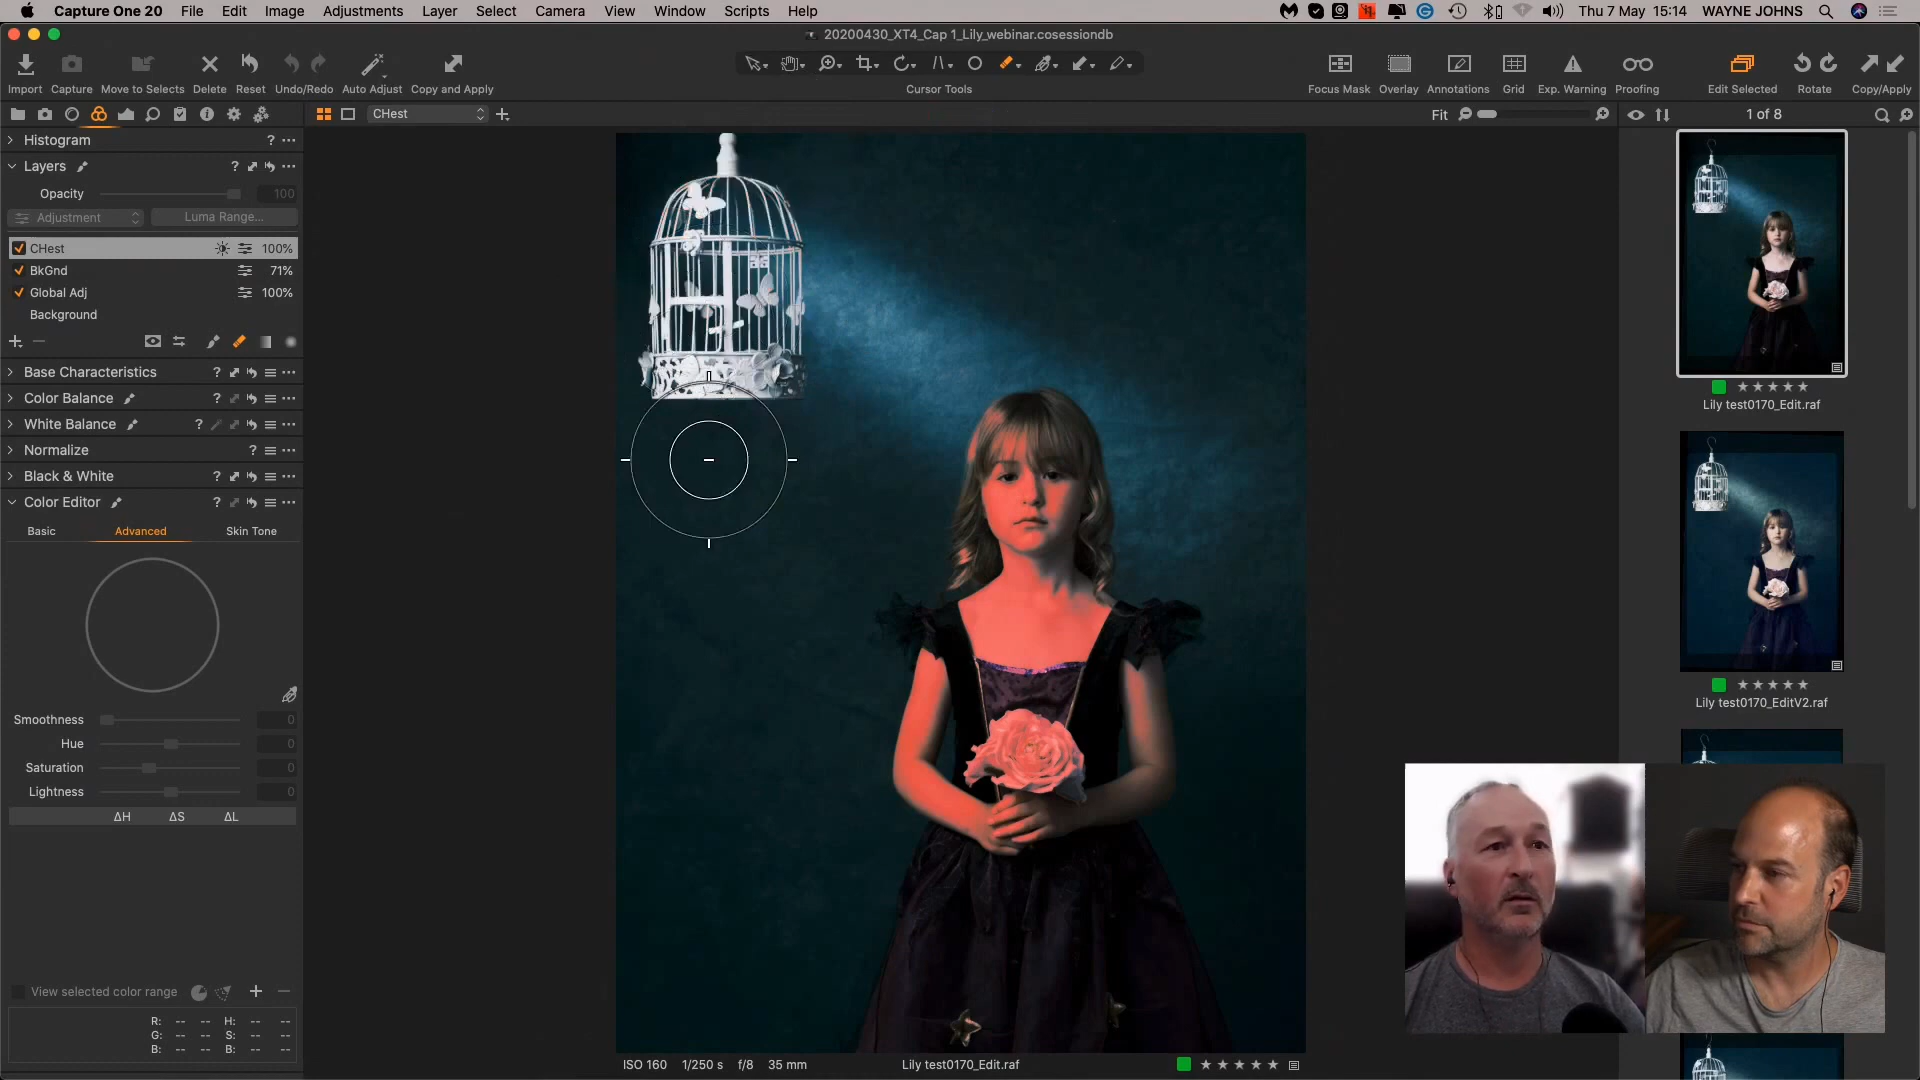 Capture One 20 File Edit Image Adjustments Layer Select Camera View Window Scripts Help Thu 7 May 15:14 WAYNE JOHNS
20200430_XT4_Cap 1_Lily_webinar.cosessiondb
Import Capture Move to Selects Delete Reset Undo/Redo Auto Adjust Copy and Apply Cursor Tools Focus Mask Overlay Annotations Grid Exp. Warning Proofing Edit Selected Rotate Copy/Apply
CHest Fit 1 of 8
Histogram
Layers
Opacity 100
Adjustment Luma Range...
CHest 100%
BkGnd 71%
Global Adj 100%
Background
Base Characteristics
Color Balance
White Balance
Normalize
Black & White
Color Editor
Basic Advanced Skin Tone
Smoothness 0
Hue 0
Saturation 0
Lightness 0
ΔH ΔS ΔL
View selected color range
R: -- -- H: -- --
G: -- -- S: -- --
B: -- -- B: -- --
ISO 160 1/250 s f/8 35 mm Lily test0170_Edit.raf
Lily test0170_Edit.raf
Lily test0170_EditV2.raf